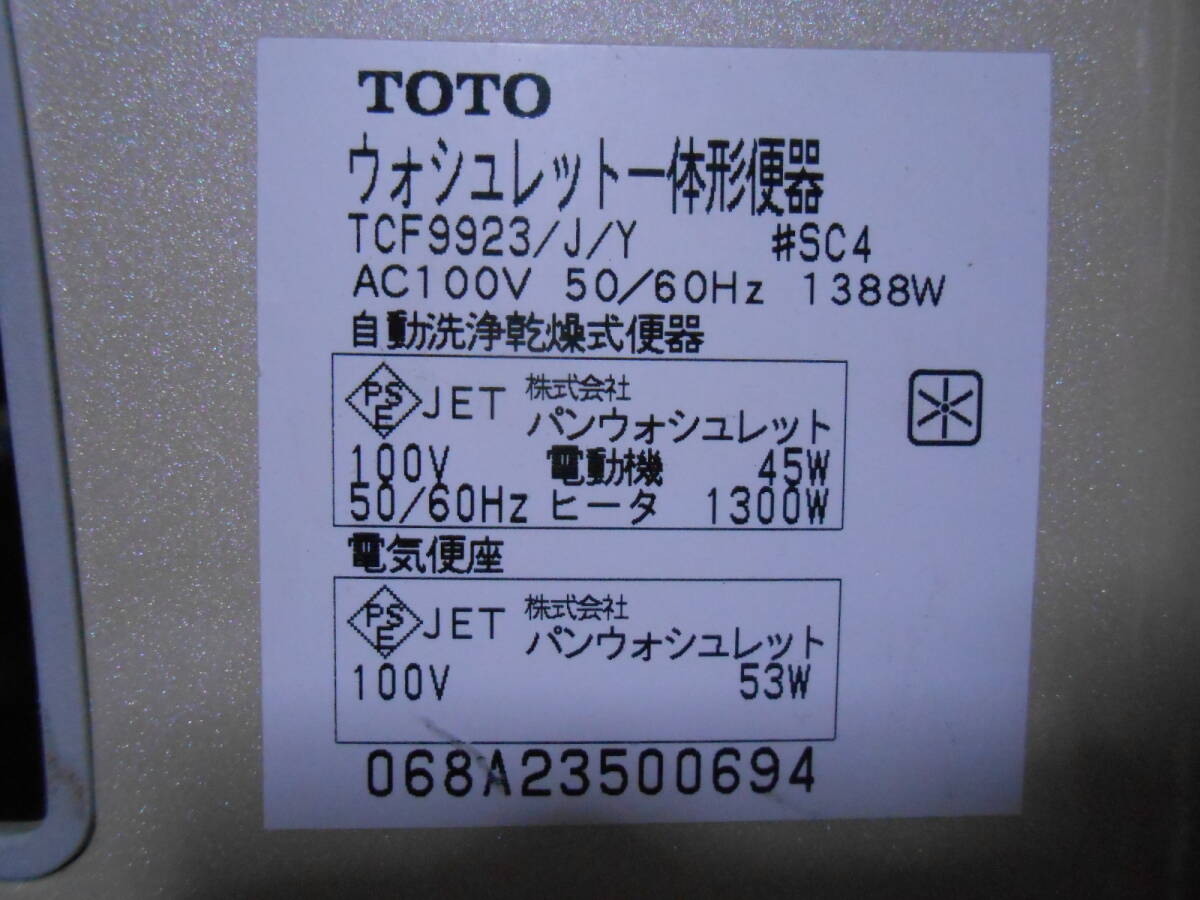 TOTO
ウォシュレット一体形便器
TCF9923/J/Y #SC4
AC100V 50/60Hz 1388W
自動洗浄乾燥式便器
PSE JET 株式会社
パンウォシュレット
100V 電動機 45W
50/60Hz ヒータ 1300W
電気便座
PSE JET 株式会社
パンウォシュレット
100V 53W
068A23500694